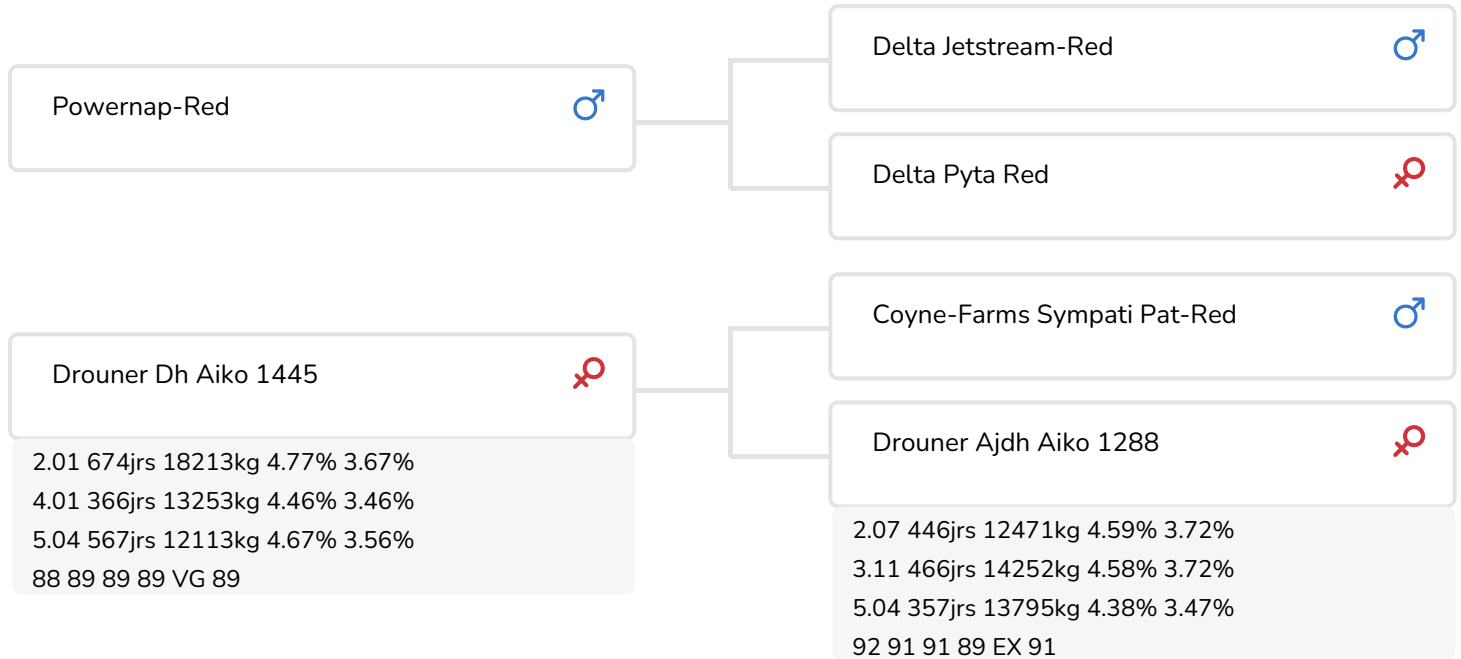 Powernap-Red
Delta Jetstream-Red
Delta Pyta Red
Drouner Dh Aiko 1445
2.01 674jrs 18213kg 4.77% 3.67%
4.01 366jrs 13253kg 4.46% 3.46%
5.04 567jrs 12113kg 4.67% 3.56%
88 89 89 89 VG 89
Coyne-Farms Sympati Pat-Red
Drouner Ajdh Aiko 1288
2.07 446jrs 12471kg 4.59% 3.72%
3.11 466jrs 14252kg 4.58% 3.72%
5.04 357jrs 13795kg 4.38% 3.47%
92 91 91 89 EX 91